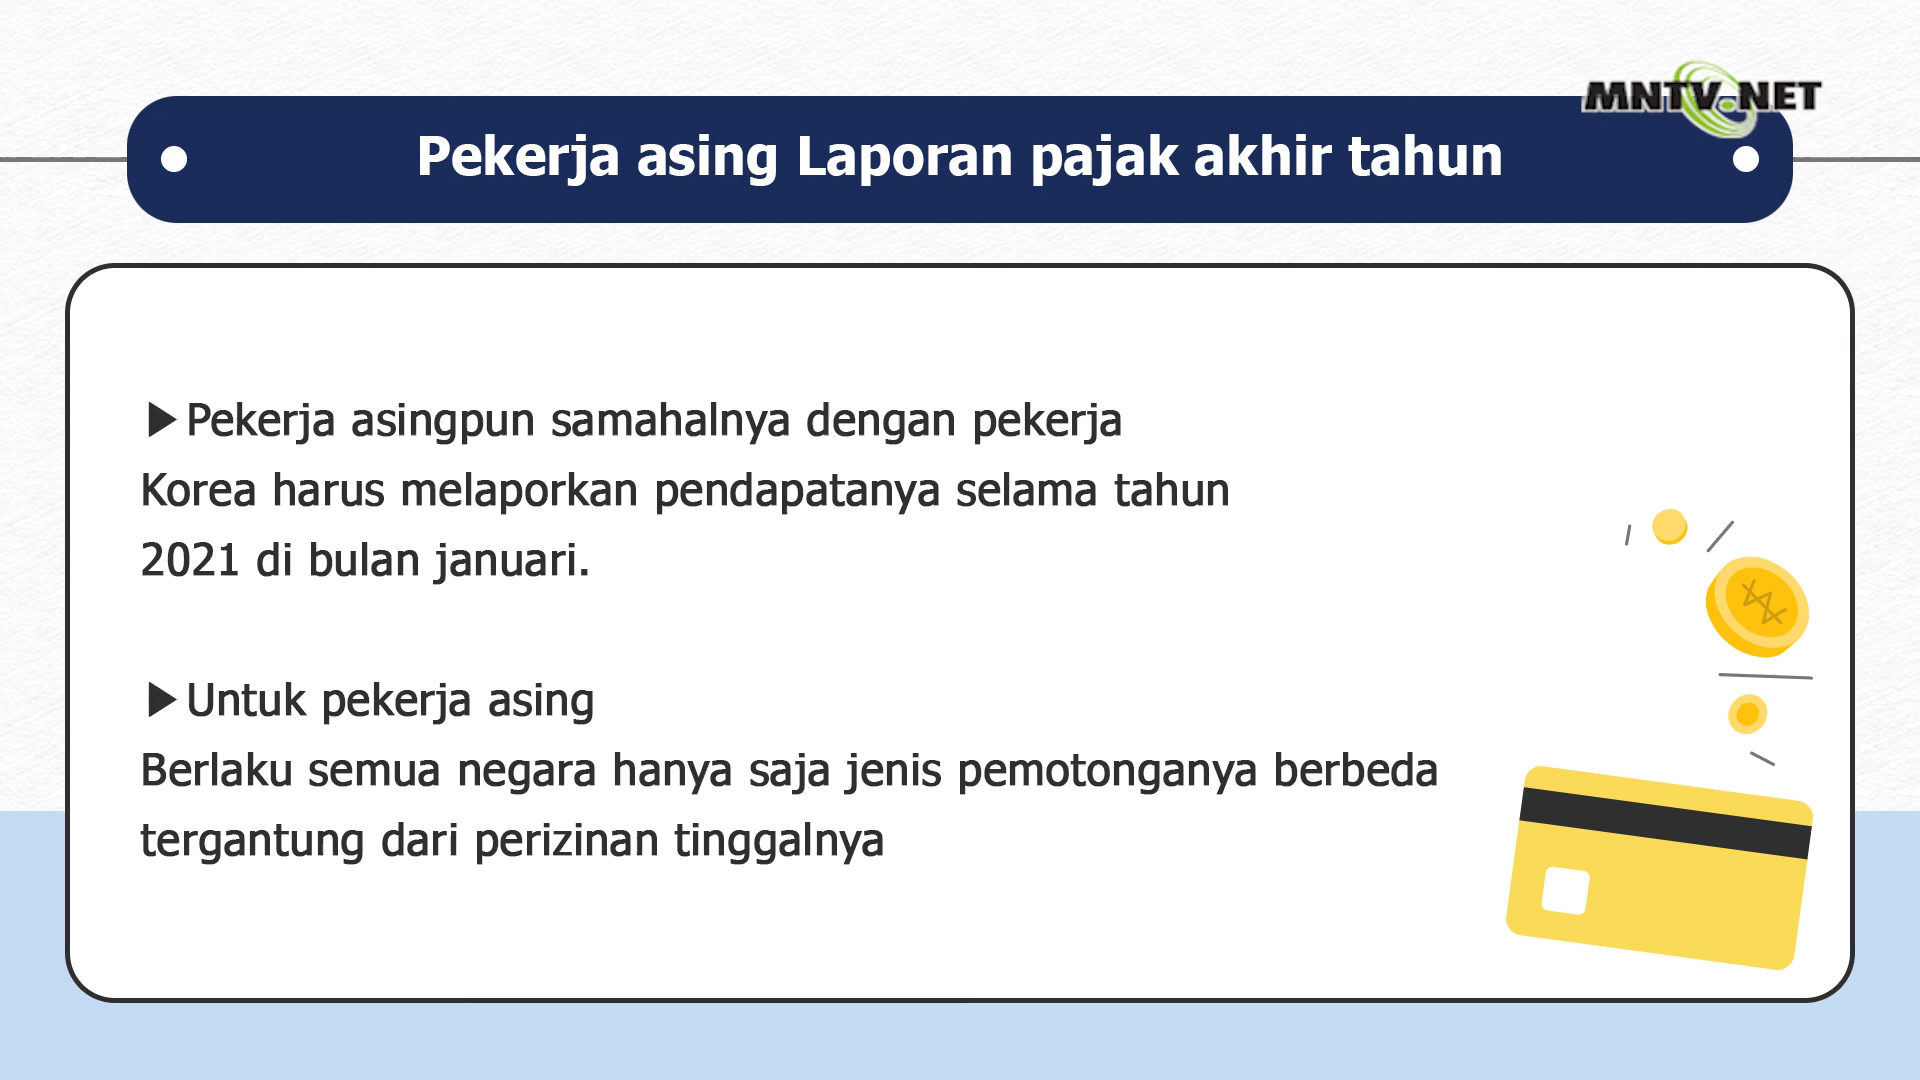 MNTV.NET
Pekerja asing Laporan pajak akhir tahun
▶Pekerja asingpun samahalnya dengan pekerja
Korea harus melaporkan pendapatanya selama tahun
2021 di bulan januari.
▶Untuk pekerja asing
Berlaku semua negara hanya saja jenis pemotonganya berbeda
tergantung dari perizinan tinggalnya